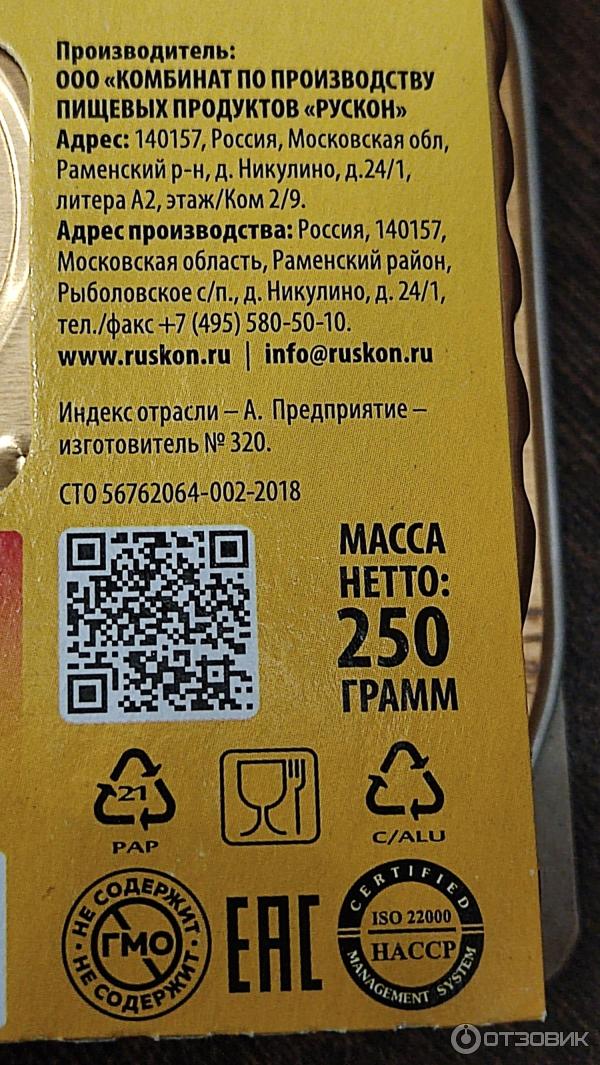 Производитель:
ООО «КОМБИНАТ ПО ПРОИЗВОДСТВУ
ПИЩЕВЫХ ПРОДУКТОВ «РУСКОН»
Адрес: 140157, Россия, Московская обл,
Раменский р-н, д. Никулино, д.24/1,
литера А2, этаж/Ком 2/9.
Адрес производства: Россия, 140157,
Московская область, Раменский район,
Рыболовское с/п., д. Никулино, д. 24/1,
тел./факс +7 (495) 580-50-10.
www.ruskon.ru | info@ruskon.ru
Индекс отрасли – А. Предприятие –
изготовитель № 320.
СТО 56762064-002-2018
МАССА
НЕТТО:
250
ГРАММ
21
PAP
C/ALU
НЕ СОДЕРЖИТ
ГМО
НЕ СОДЕРЖИТ
EAC
CERTIFIED
ISO 22000
HACCP
MANAGEMENT SYSTEM
ОТЗОВИК